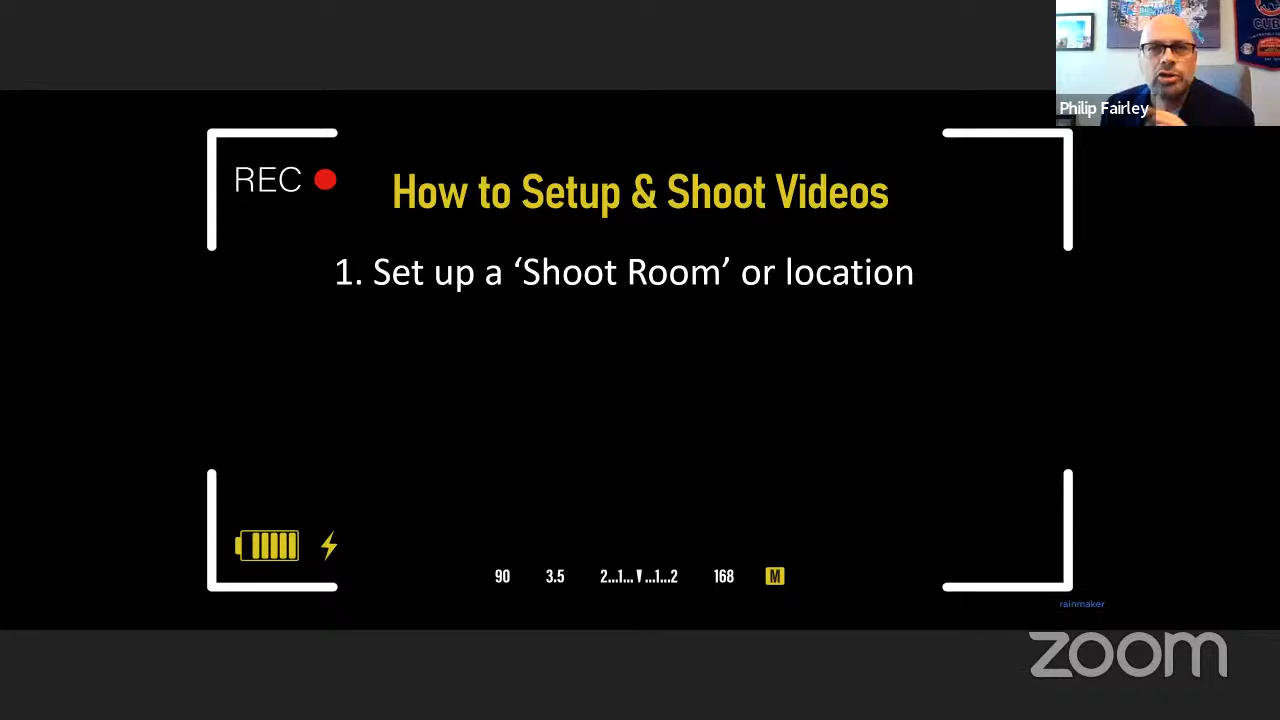 CUBS
Philip Fairley
REC
How to Setup & Shoot Videos
1. Set up a ‘Shoot Room’ or location
90 3.5 2...1...▼...1...2 168 M
rainmaker
zoom